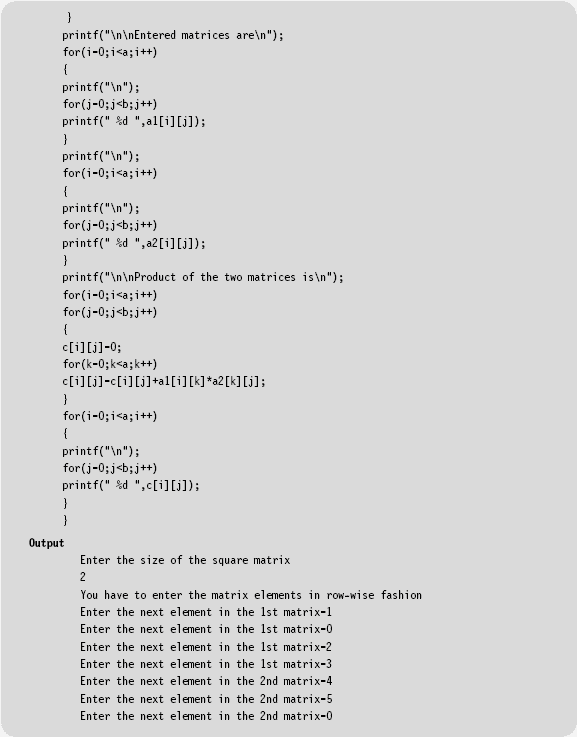 }
printf("\n\nEntered matrices are\n");
for(i=0;i<a;i++)
{
printf("\n");
for(j=0;j<b;j++)
printf(" %d ",a1[i][j]);
}
printf("\n");
for(i=0;i<a;i++)
{
printf("\n");
for(j=0;j<b;j++)
printf(" %d ",a2[i][j]);
}
printf("\n\nProduct of the two matrices is\n");
for(i=0;i<a;i++)
for(j=0;j<b;j++)
{
c[i][j]=0;
for(k=0;k<a;k++)
c[i][j]=c[i][j]+a1[i][k]*a2[k][j];
}
for(i=0;i<a;i++)
{
printf("\n");
for(j=0;j<b;j++)
printf(" %d ",c[i][j]);
}
}
Output
Enter the size of the square matrix
2
You have to enter the matrix elements in row-wise fashion
Enter the next element in the 1st matrix=1
Enter the next element in the 1st matrix=0
Enter the next element in the 1st matrix=2
Enter the next element in the 1st matrix=3
Enter the next element in the 2nd matrix=4
Enter the next element in the 2nd matrix=5
Enter the next element in the 2nd matrix=0